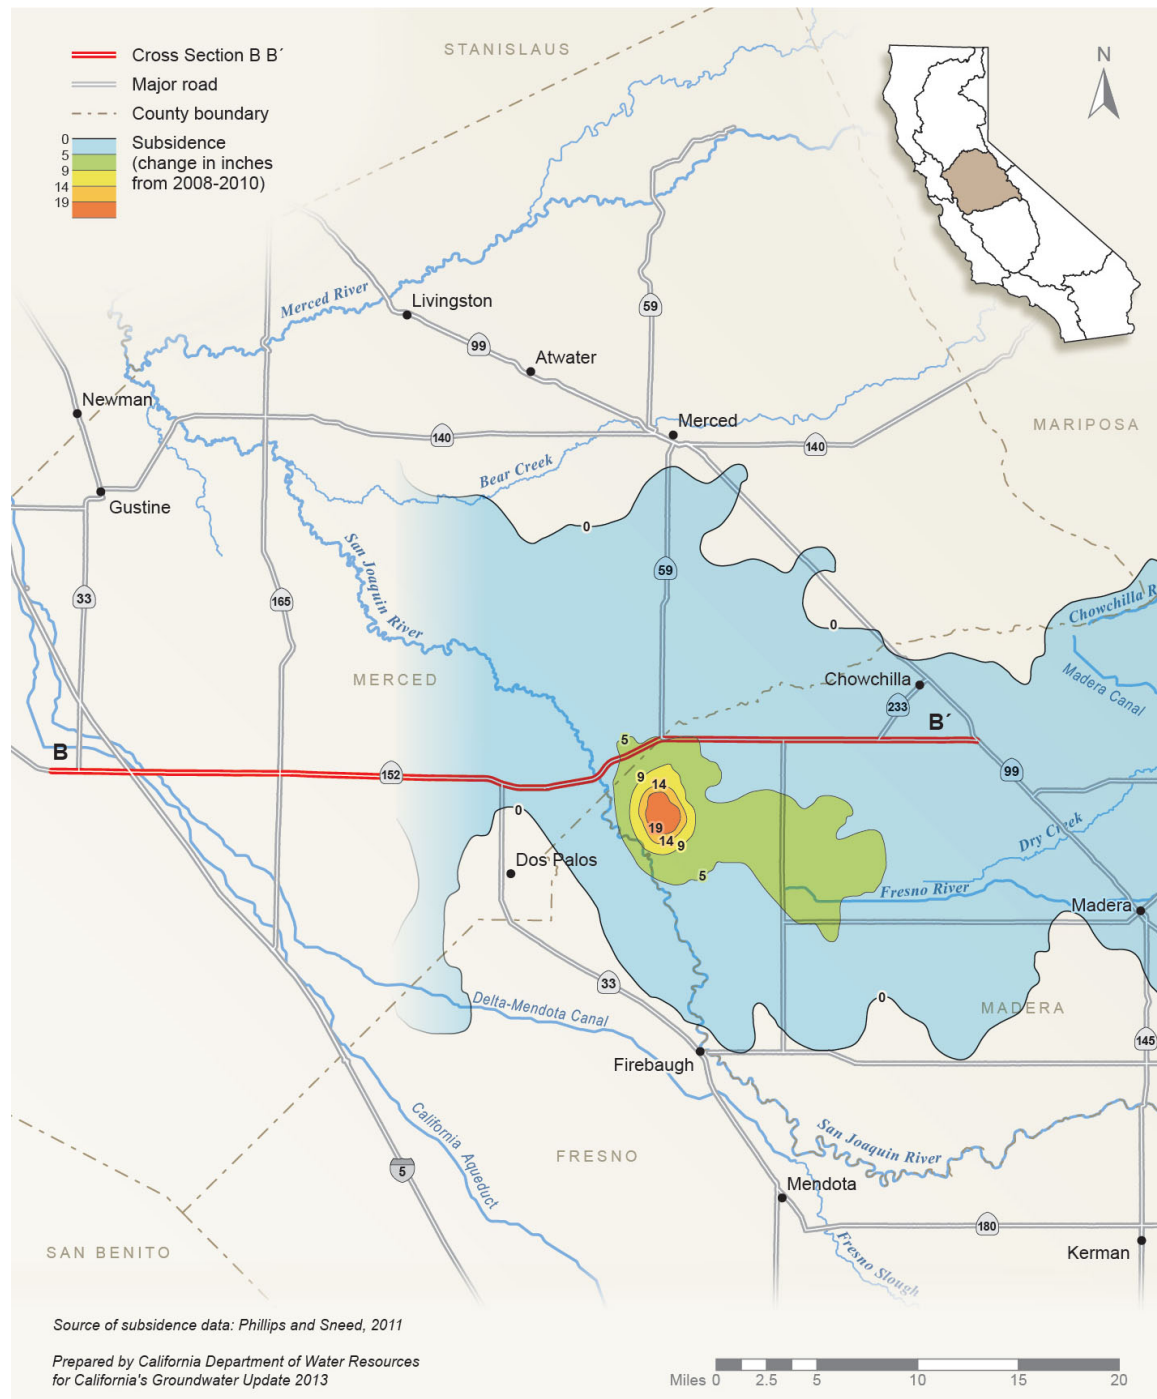 Cross Section B B´
Major road
County boundary
0
5
9
14
19
Subsidence
(change in inches
from 2008-2010)
STANISLAUS
N
Merced River
Livingston
59
99
Atwater
Newman
Merced
MARIPOSA
140
140
Bear Creek
Gustine
0
San Joaquin
River
59
33
165
Chowchilla R
0
MERCED
Chowchilla
Madera Canal
233
B
B´
5
152
99
9
14
0
19
14
9
Dry Creek
Dos Palos
5
Fresno River
Madera
33
0
Delta-Mendota Canal
MADERA
145
Firebaugh
California Aqueduct
San Joaquin River
FRESNO
5
Mendota
180
SAN BENITO
Fresno Slough
Kerman
Source of subsidence data: Phillips and Sneed, 2011
Prepared by California Department of Water Resources
for California's Groundwater Update 2013
Miles 0 2.5 5 10 15 20